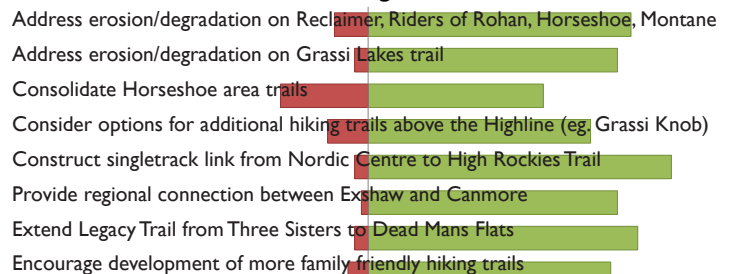 Address erosion/degradation on Reclaimer, Riders of Rohan, Horseshoe, Montane
Address erosion/degradation on Grassi Lakes trail
Consolidate Horseshoe area trails
Consider options for additional hiking trails above the Highline (eg. Grassi Knob)
Construct singletrack link from Nordic Centre to High Rockies Trail
Provide regional connection between Exshaw and Canmore
Extend Legacy Trail from Three Sisters to Dead Mans Flats
Encourage development of more family friendly hiking trails